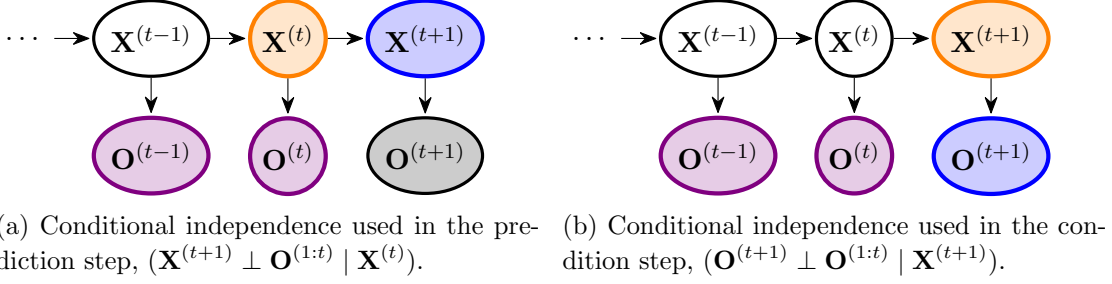 ⋯ X^(t−1) X^(t) X^(t+1) ⋯ X^(t−1) X^(t) X^(t+1)
O^(t−1) O^(t) O^(t+1) O^(t−1) O^(t) O^(t+1)
(a) Conditional independence used in the pre-
diction step, (X^(t+1) ⊥ O^(1:t) | X^(t)).
(b) Conditional independence used in the con-
dition step, (O^(t+1) ⊥ O^(1:t) | X^(t+1)).